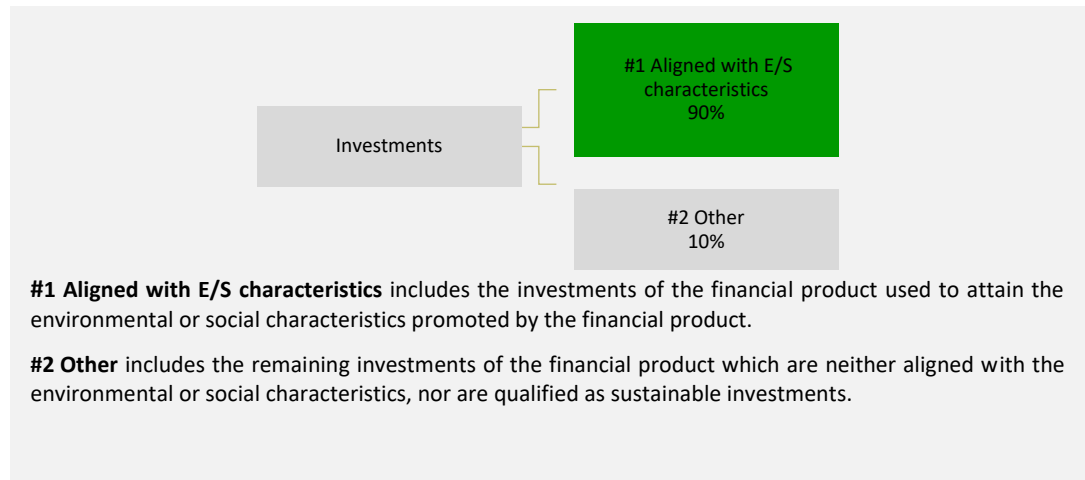 #1 Aligned with E/S
characteristics
90%
Investments
#2 Other
10%
#1 Aligned with E/S characteristics includes the investments of the financial product used to attain the
environmental or social characteristics promoted by the financial product.
#2 Other includes the remaining investments of the financial product which are neither aligned with the
environmental or social characteristics, nor are qualified as sustainable investments.